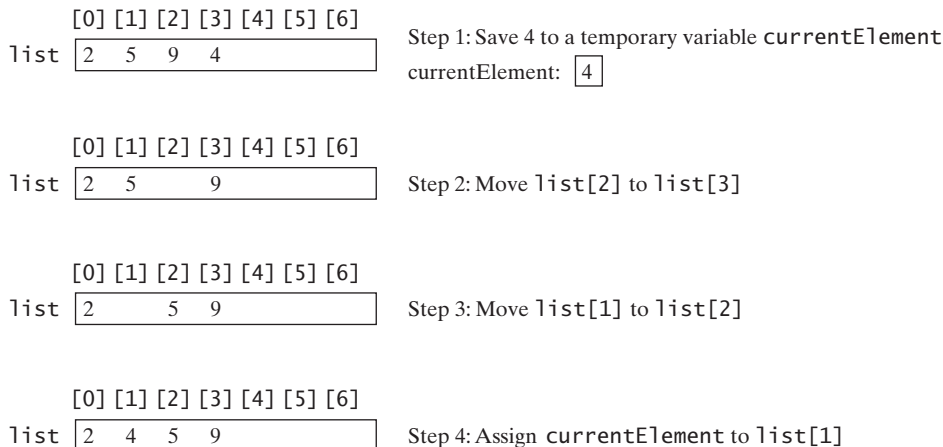 [0] [1] [2] [3] [4] [5] [6]
list 2 5 9 4
Step 1: Save 4 to a temporary variable currentElement
currentElement: 4
[0] [1] [2] [3] [4] [5] [6]
list 2 5 9
Step 2: Move list[2] to list[3]
[0] [1] [2] [3] [4] [5] [6]
list 2 5 9
Step 3: Move list[1] to list[2]
[0] [1] [2] [3] [4] [5] [6]
list 2 4 5 9
Step 4: Assign currentElement to list[1]